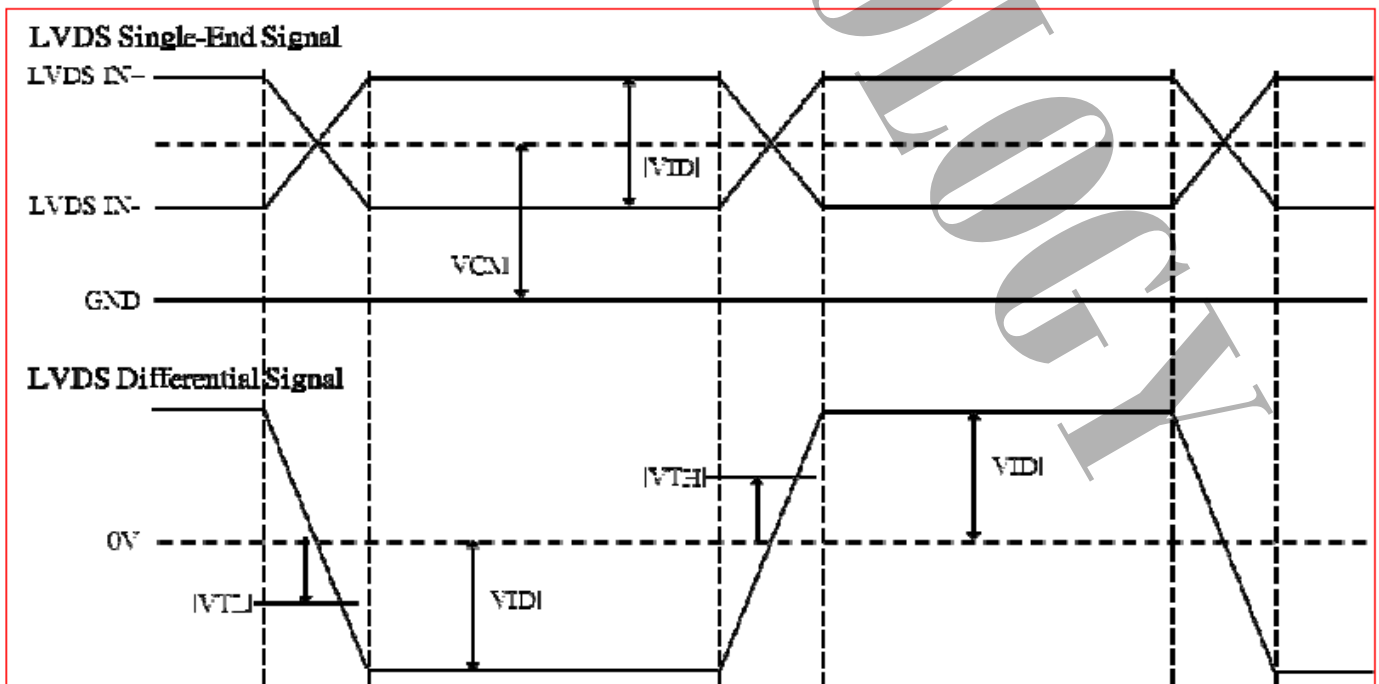 LVDS Single-End Signal
LVDS IN-
|VID|
LVDS IN-
VCM
GND
LVDS Differential Signal
|VTH|
VID|
0V
|VTL|
VID|
OLOGY